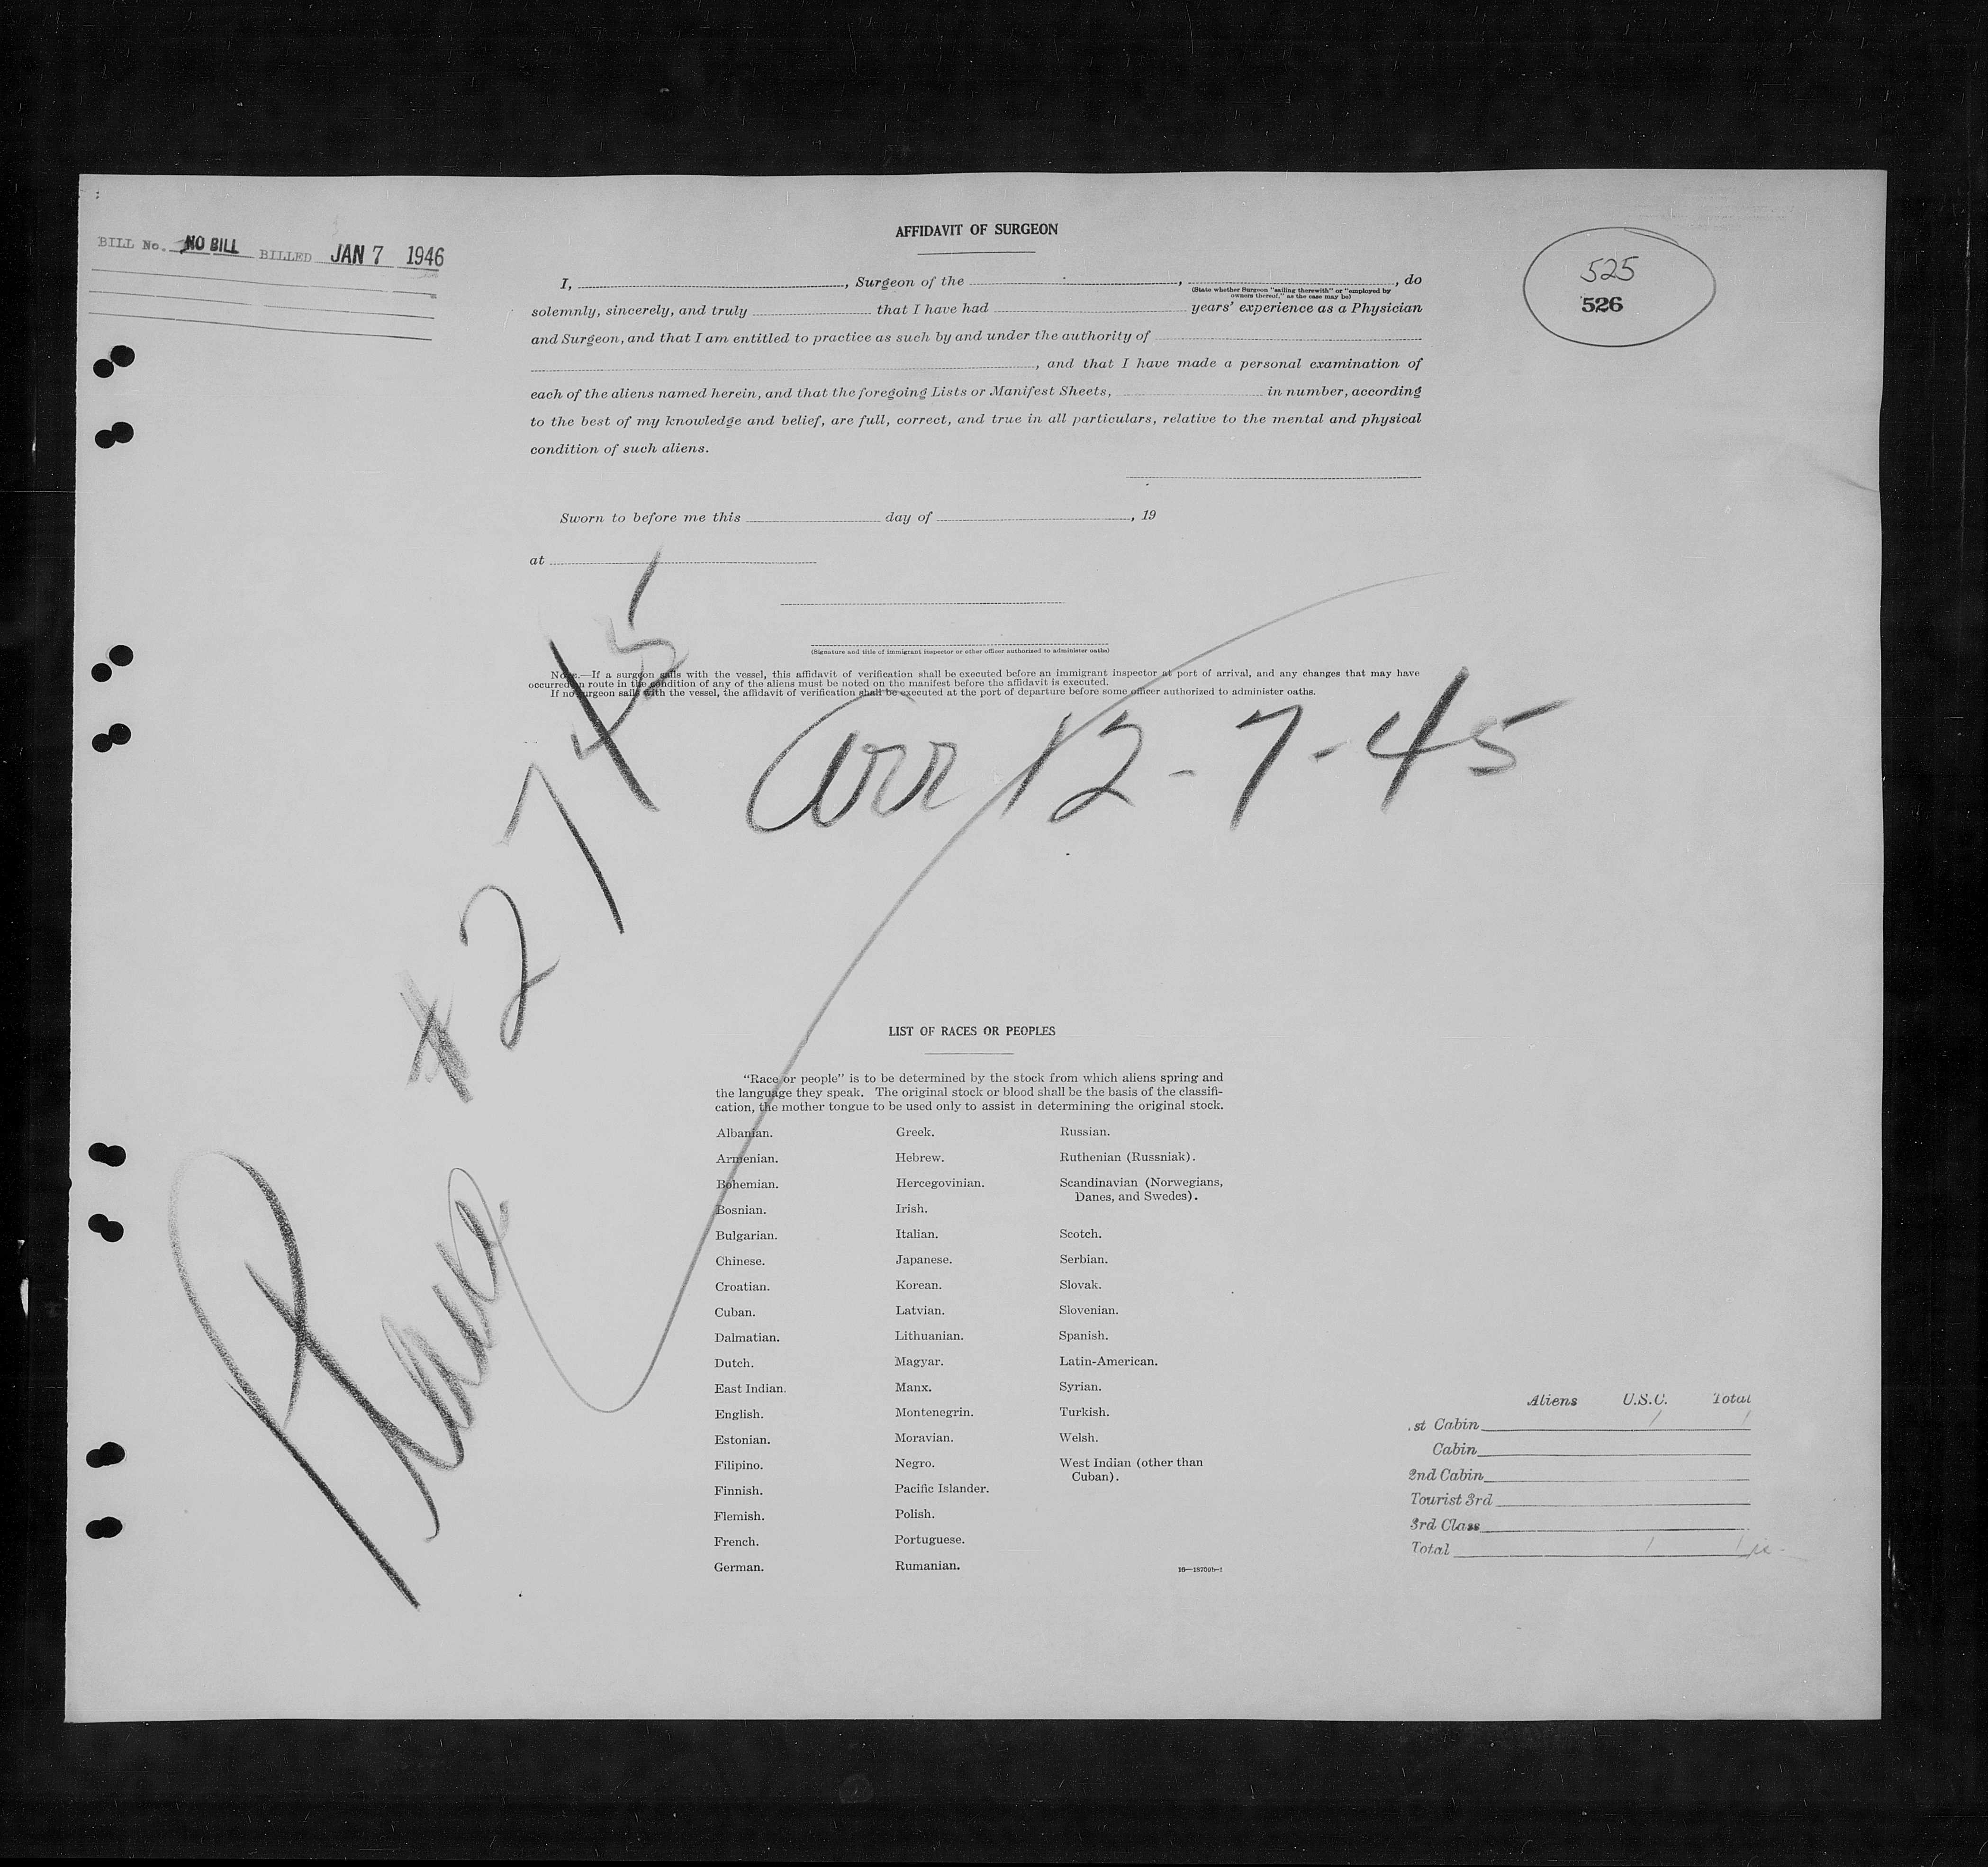 BILL No. NO BILL BILLED JAN 7 1946
AFFIDAVIT OF SURGEON
525
526
I, , Surgeon of the , , do
(State whether Surgeon "sailing therewith" or "employed by
owners thereof," as the case may be)
solemnly, sincerely, and truly that I have had years' experience as a Physician
and Surgeon, and that I am entitled to practice as such by and under the authority of
, and that I have made a personal examination of
each of the aliens named herein, and that the foregoing Lists or Manifest Sheets, in number, according
to the best of my knowledge and belief, are full, correct, and true in all particulars, relative to the mental and physical
condition of such aliens.
Sworn to before me this day of , 19
at
(Signature and title of immigrant inspector or other officer authorized to administer oaths)
Note.—If a surgeon sails with the vessel, this affidavit of verification shall be executed before an immigrant inspector at port of arrival, and any changes that may have
occurred in route in the condition of any of the aliens must be noted on the manifest before the affidavit is executed.
If no surgeon sails with the vessel, the affidavit of verification shall be executed at the port of departure before some officer authorized to administer oaths.
Plane #2745
Arr 12-7-45
LIST OF RACES OR PEOPLES
"Race or people" is to be determined by the stock from which aliens spring and
the language they speak. The original stock or blood shall be the basis of the classifi-
cation, the mother tongue to be used only to assist in determining the original stock.
Albanian.
Armenian.
Bohemian.
Bosnian.
Bulgarian.
Chinese.
Croatian.
Cuban.
Dalmatian.
Dutch.
East Indian.
English.
Estonian.
Filipino.
Finnish.
Flemish.
French.
German.
Greek.
Hebrew.
Hercegovinian.
Irish.
Italian.
Japanese.
Korean.
Latvian.
Lithuanian.
Magyar.
Manx.
Montenegrin.
Moravian.
Negro.
Pacific Islander.
Polish.
Portuguese.
Rumanian.
Russian.
Ruthenian (Russniak).
Scandinavian (Norwegians,
Danes, and Swedes).
Scotch.
Serbian.
Slovak.
Slovenian.
Spanish.
Latin-American.
Syrian.
Turkish.
Welsh.
West Indian (other than
Cuban).
Aliens U.S.C. Total
st Cabin / /
Cabin
2nd Cabin
Tourist 3rd
3rd Class
Total / /